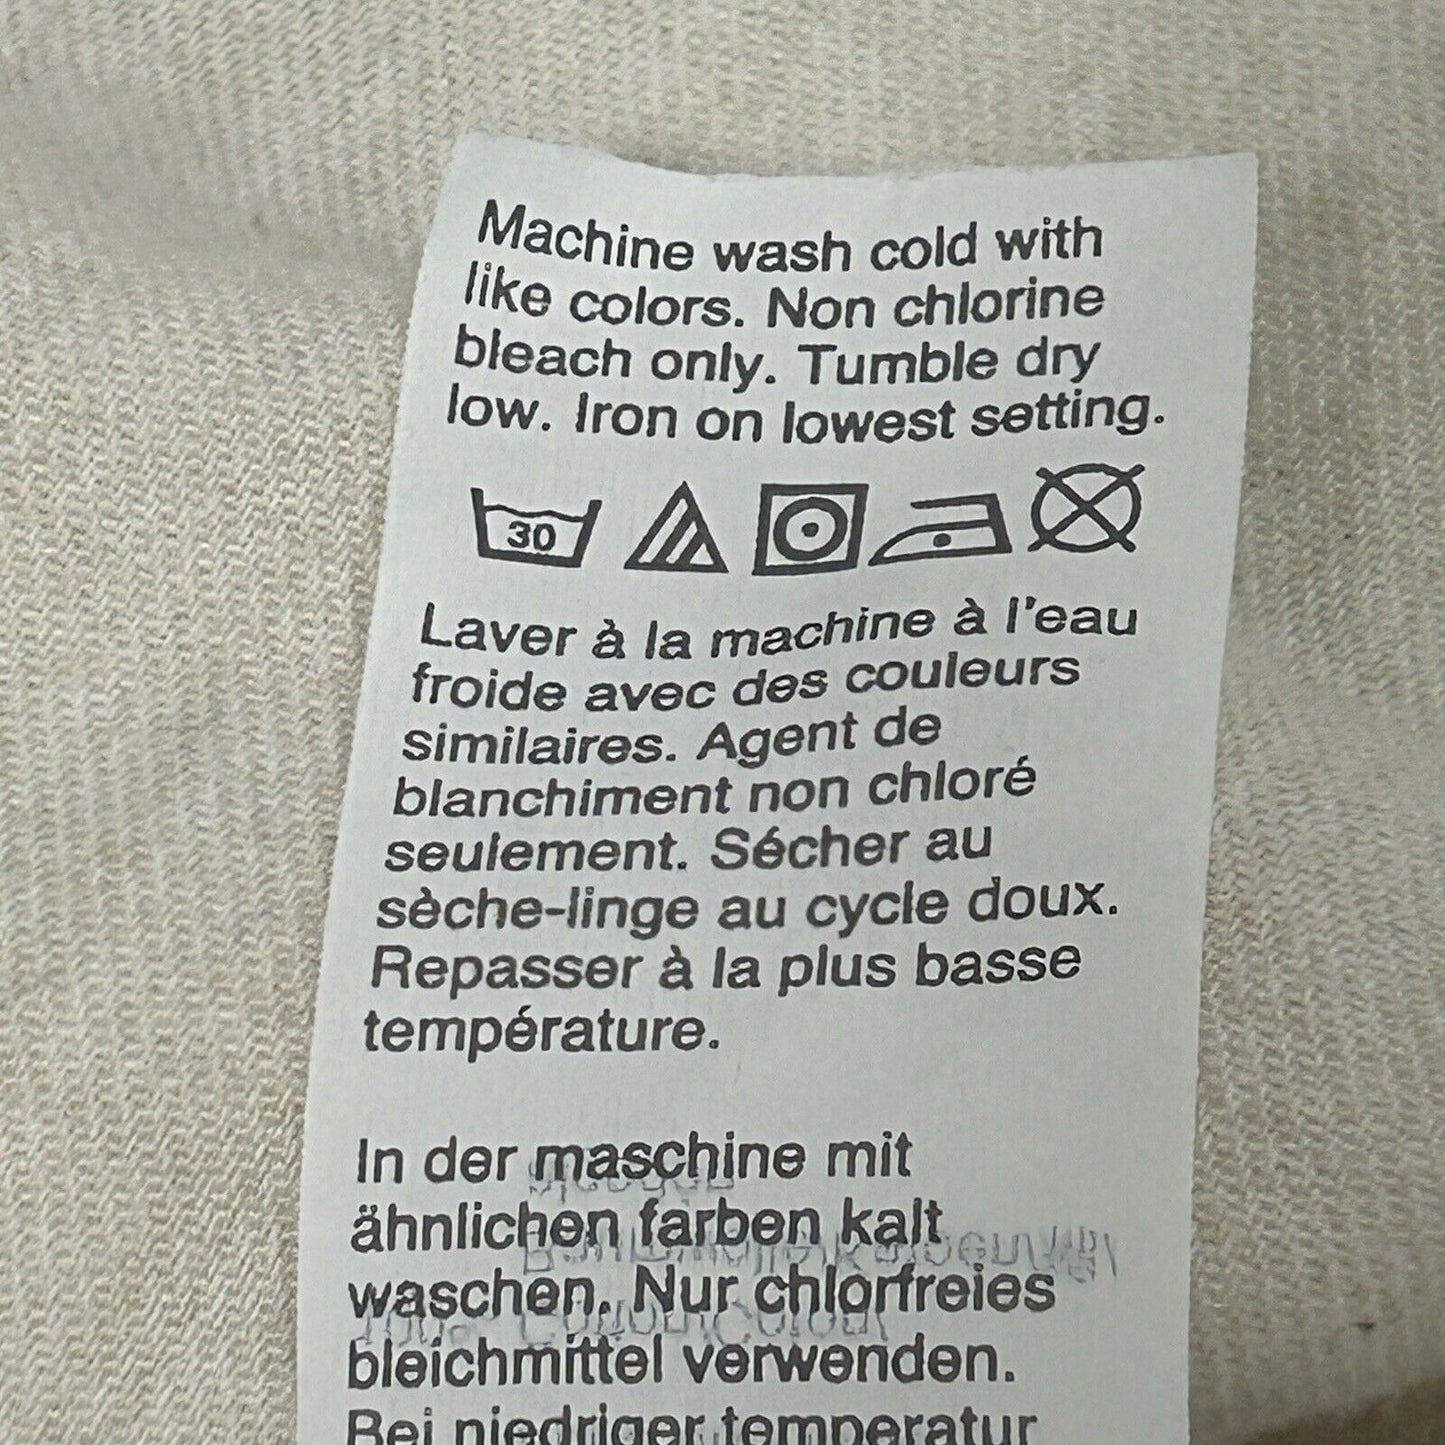 Machine wash cold with
like colors. Non chlorine
bleach only. Tumble dry
low. Iron on lowest setting.
30
Laver à la machine à l'eau
froide avec des couleurs
similaires. Agent de
blanchiment non chloré
seulement. Sécher au
sèche-linge au cycle doux.
Repasser à la plus basse
température.
In der maschine mit
ähnlichen farben kalt
waschen. Nur chlorfreies
bleichmittel verwenden.
Bei niedriger temperatur